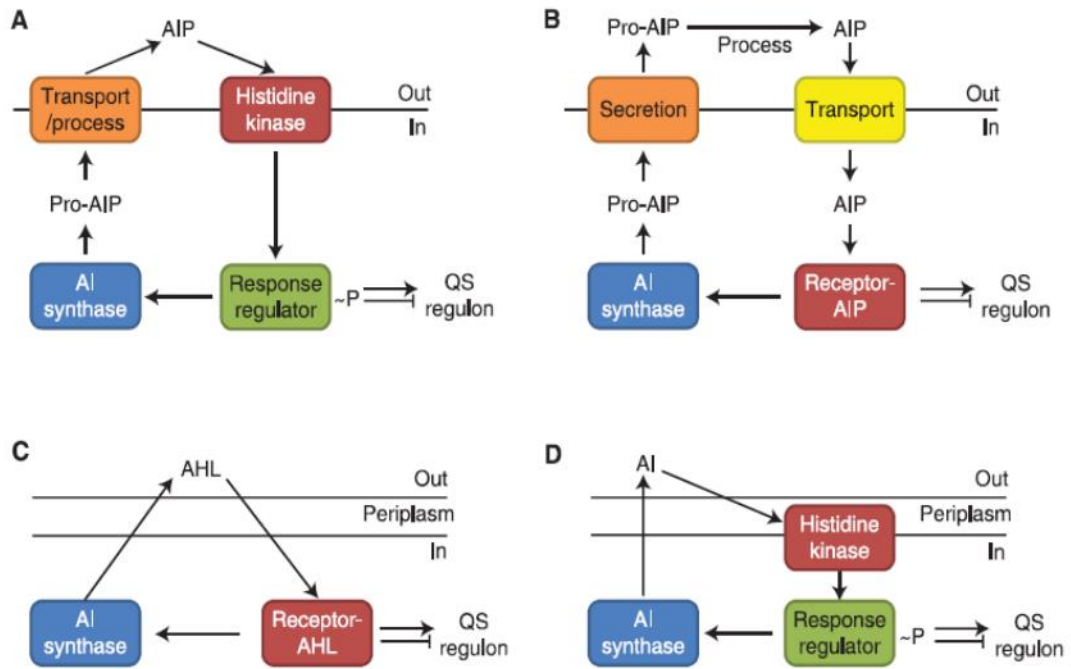 A
AIP
Transport
/process
Histidine
kinase
Out
In
Pro-AIP
AI
synthase
Response
regulator
~P
QS
regulon
B
Pro-AIP
Process
AIP
Secretion
Transport
Out
In
Pro-AIP
AIP
AI
synthase
Receptor-
AIP
QS
regulon
C
AHL
Out
Periplasm
In
AI
synthase
Receptor-
AHL
QS
regulon
D
AI
Out
Histidine
kinase
Periplasm
In
AI
synthase
Response
regulator
~P
QS
regulon